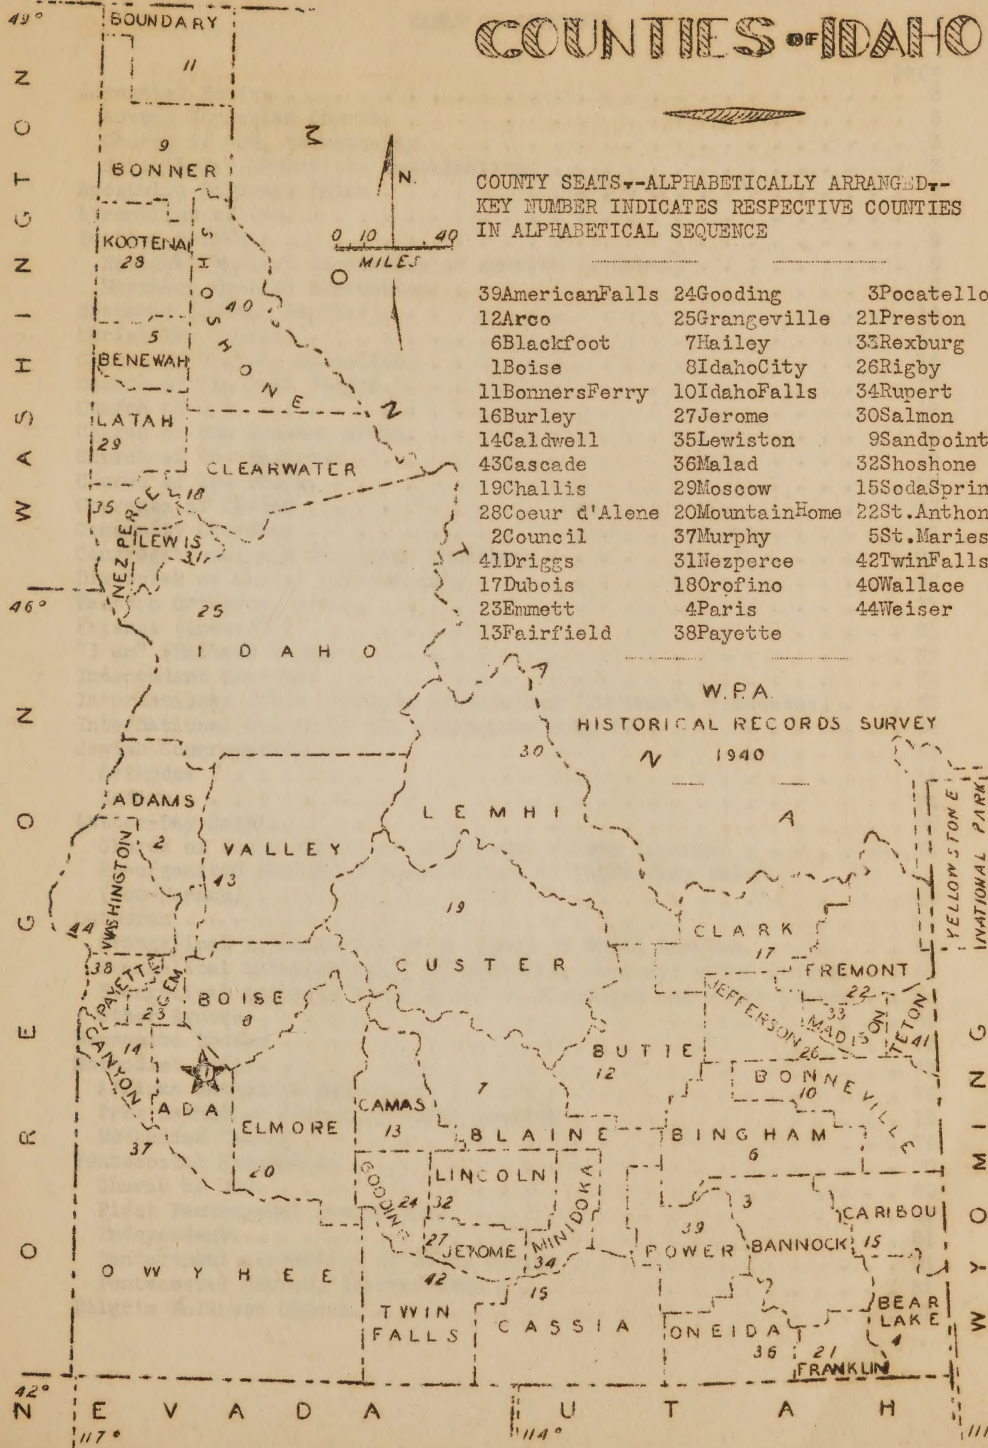 COUNTIES OF IDAHO
49°
BOUNDARY
11
9
BONNER
M
N.
0 10 40
MILES
COUNTY SEATS--ALPHABETICALLY ARRANGED--
KEY NUMBER INDICATES RESPECTIVE COUNTIES
IN ALPHABETICAL SEQUENCE
39AmericanFalls 24Gooding 3Pocatello
12Arco 25Grangeville 21Preston
6Blackfoot 7Hailey 33Rexburg
1Boise 8IdahoCity 26Rigby
11BonnersFerry 10IdahoFalls 34Rupert
16Burley 27Jerome 30Salmon
14Caldwell 35Lewiston 9Sandpoint
43Cascade 36Malad 32Shoshone
19Challis 29Moscow 15SodaSprin
28Coeur d'Alene 20MountainHome 22St.Anthon
2Council 37Murphy 5St.Maries
41Driggs 31Nezperce 42TwinFalls
17Dubois 18Orofino 40Wallace
23Emmett 4Paris 44Weiser
13Fairfield 38Payette
W.P.A.
HISTORICAL RECORDS SURVEY
1940
WASHINGTON
KOOTENAI
28
SHOSHONE
40
O
5
BENEWAH
N
LATAH
29
CLEARWATER
T
35
NEZ PERCE
18
LEWIS
31
46°
25
IDAHO
A
30
N
LEMHI
A
OREGON
ADAMS
2
WASHINGTON
VALLEY
43
44
19
CUSTER
CLARK
17
YELLOWSTONE
NATIONAL PARK
38
PAYETTE
GEM
23
BOISE
8
FREMONT
22
JEFFERSON
33
MADISON
TETON
41
26
14
CANYON
1
ADA
BUTTE
12
BONNEVILLE
10
7
ELMORE
CAMAS
13
BLAINE
BINGHAM
6
37
20
GOODING
24
LINCOLN
32
MINIDOKA
34
27
JEROME
39
POWER
3
BANNOCK
CARIBOU
15
OWYHEE
42
TWIN
FALLS
15
CASSIA
ONEIDA
36
21
FRANKLIN
BEAR
LAKE
4
WYOMING
42°
NEVADA
UTAH
117°
114°
111